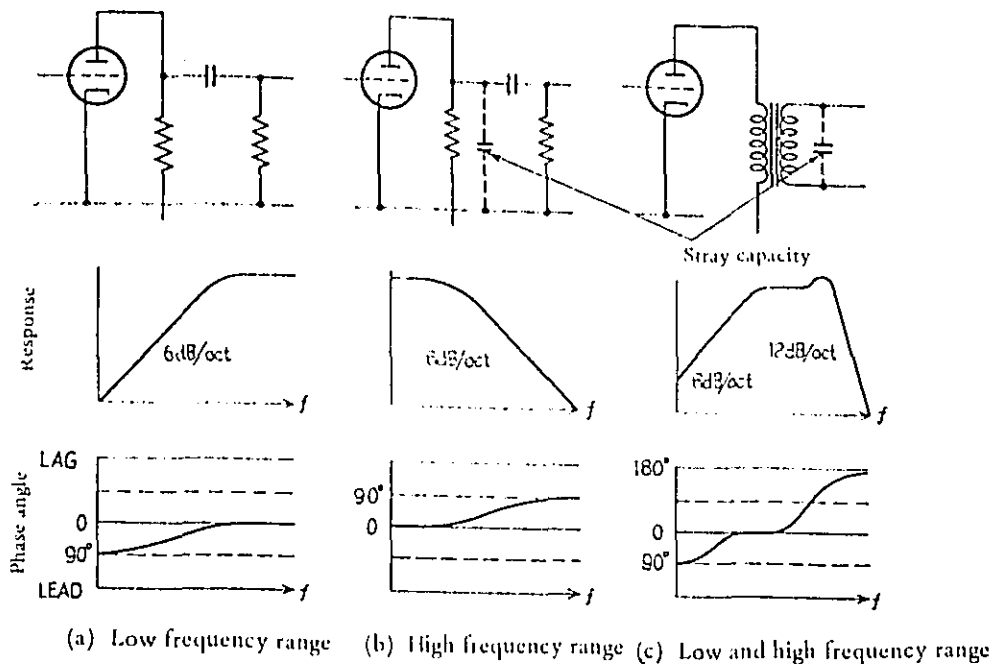 Stray capacity
Response
6dB/oct
f
6dB/oct
f
6dB/oct
12dB/oct
f
Phase angle
LAG
0
90°
LEAD
f
90°
0
f
180°
0
90°
f
(a) Low frequency range
(b) High frequency range
(c) Low and high frequency range